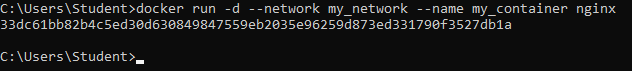 C:\Users\Student>docker run -d --network my_network --name my_container nginx
33dc61bb82b4c5ed30d630849847559eb2035e96259d873ed331790f3527db1a
C:\Users\Student>